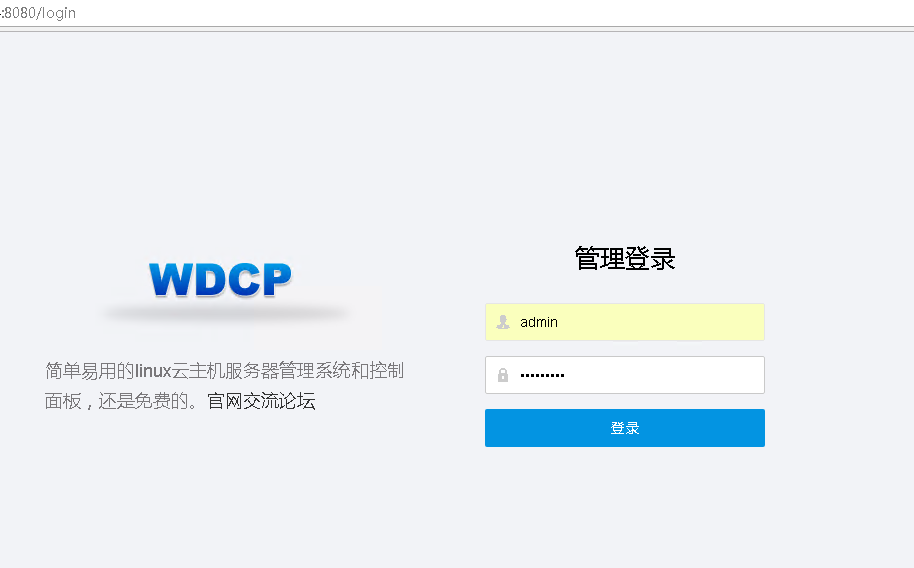 :8080/login
WDCP
简单易用的linux云主机服务器管理系统和控制
面板，还是免费的。官网交流论坛
管理登录
admin
•••••••••
登录